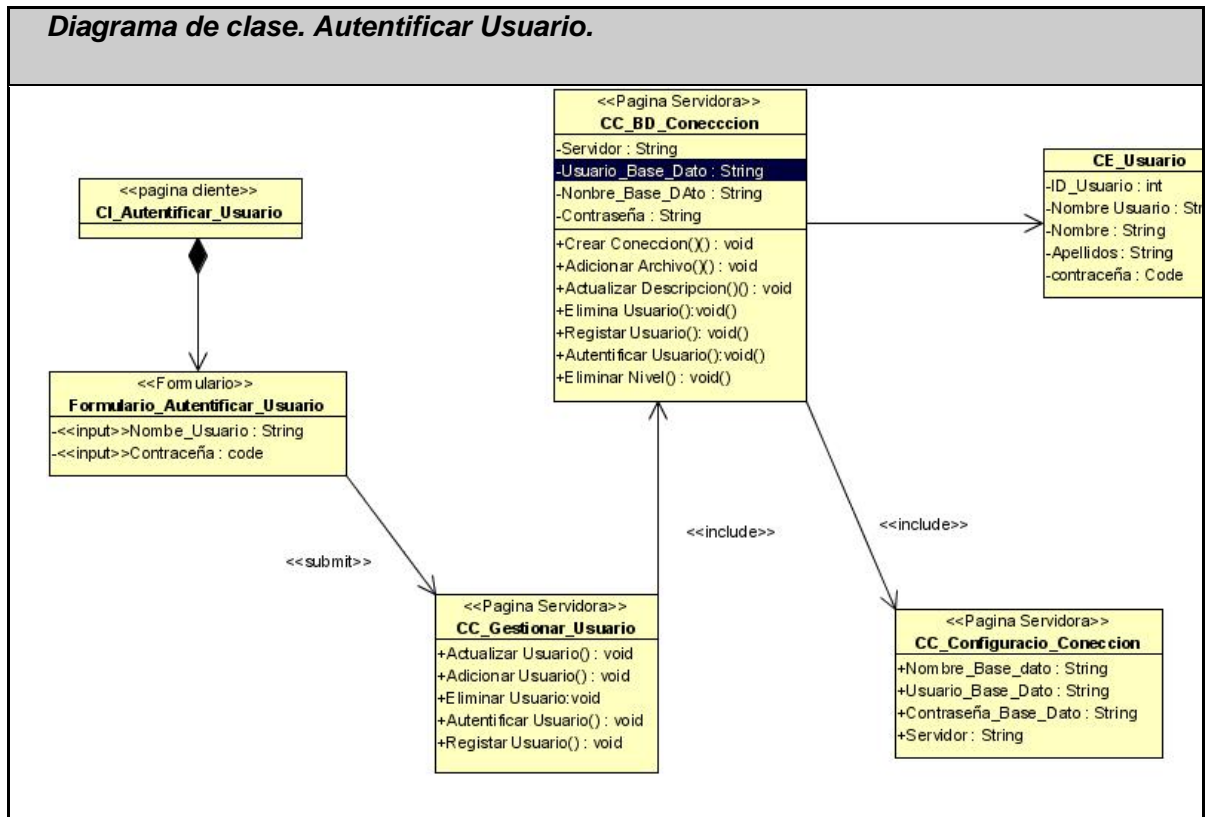 Diagrama de clase. Autentificar Usuario.
<<pagina cliente>>
CI_Autentificar_Usuario
<<Formulario>>
Formulario_Autentificar_Usuario
-<<input>>Nombe_Usuario : String
-<<input>>Contraceña : code
<<submit>>
<<Pagina Servidora>>
CC_Gestionar_Usuario
+Actualizar Usuario() : void
+Adicionar Usuario() : void
+Eliminar Usuario:void
+Autentificar Usuario() : void
+Registar Usuario() : void
<<include>>
<<Pagina Servidora>>
CC_BD_Conecccion
-Servidor : String
-Usuario_Base_Dato : String
-Nonbre_Base_DAto : String
-Contraseña : String
+Crear Coneccion()() : void
+Adicionar Archivo()() : void
+Actualizar Descripcion()() : void
+Elimina Usuario():void()
+Registar Usuario(): void()
+Autentificar Usuario():void()
+Eliminar Nivel() : void()
<<include>>
<<Pagina Servidora>>
CC_Configuracio_Coneccion
+Nombre_Base_dato : String
+Usuario_Base_Dato : String
+Contraseña_Base_Dato : String
+Servidor : String
CE_Usuario
-ID_Usuario : int
-Nombre Usuario : Str
-Nombre : String
-Apellidos : String
-contraceña : Code